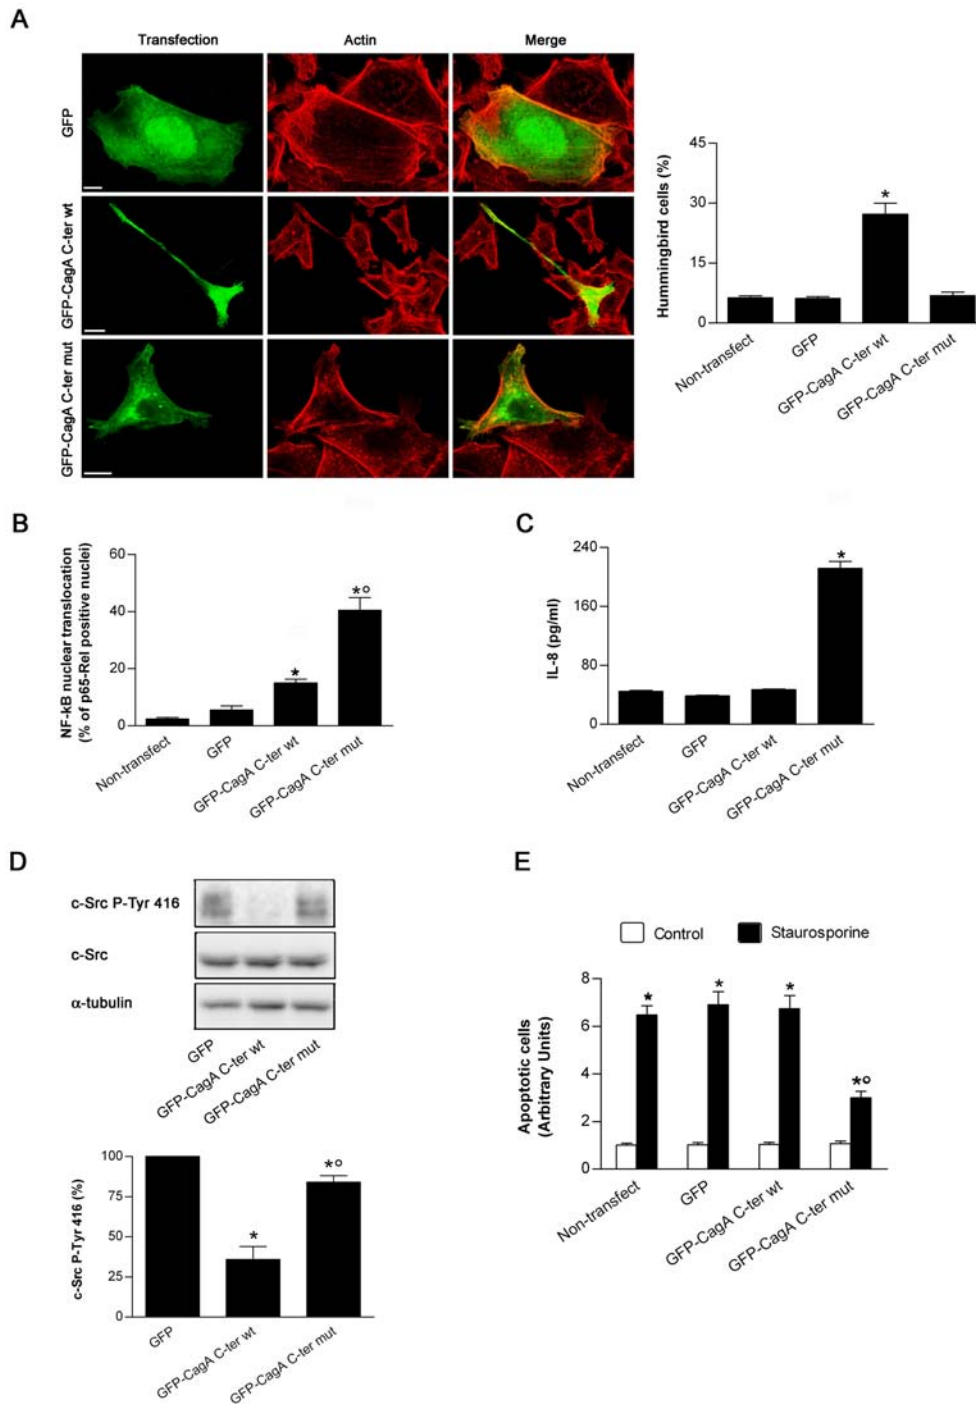 A
Transfection
Actin
Merge
GFP
GFP-CagA C-ter wt
GFP-CagA C-ter mut
Hummingbird cells (%)
45
30
15
0
*
Non-transfect
GFP
GFP-CagA C-ter wt
GFP-CagA C-ter mut
B
NF-kB nuclear translocation
(% of p65-Rel positive nuclei)
60
40
20
0
*
*°
Non-transfect
GFP
GFP-CagA C-ter wt
GFP-CagA C-ter mut
C
IL-8 (pg/ml)
240
160
80
0
*
Non-transfect
GFP
GFP-CagA C-ter wt
GFP-CagA C-ter mut
D
c-Src P-Tyr 416
c-Src
α-tubulin
GFP
GFP-CagA C-ter wt
GFP-CagA C-ter mut
c-Src P-Tyr 416 (%)
100
75
50
25
0
*
*°
GFP
GFP-CagA C-ter wt
GFP-CagA C-ter mut
E
Control
Staurosporine
Apoptotic cells
(Arbitrary Units)
8
6
4
2
0
*
*
*
*°
Non-transfect
GFP
GFP-CagA C-ter wt
GFP-CagA C-ter mut